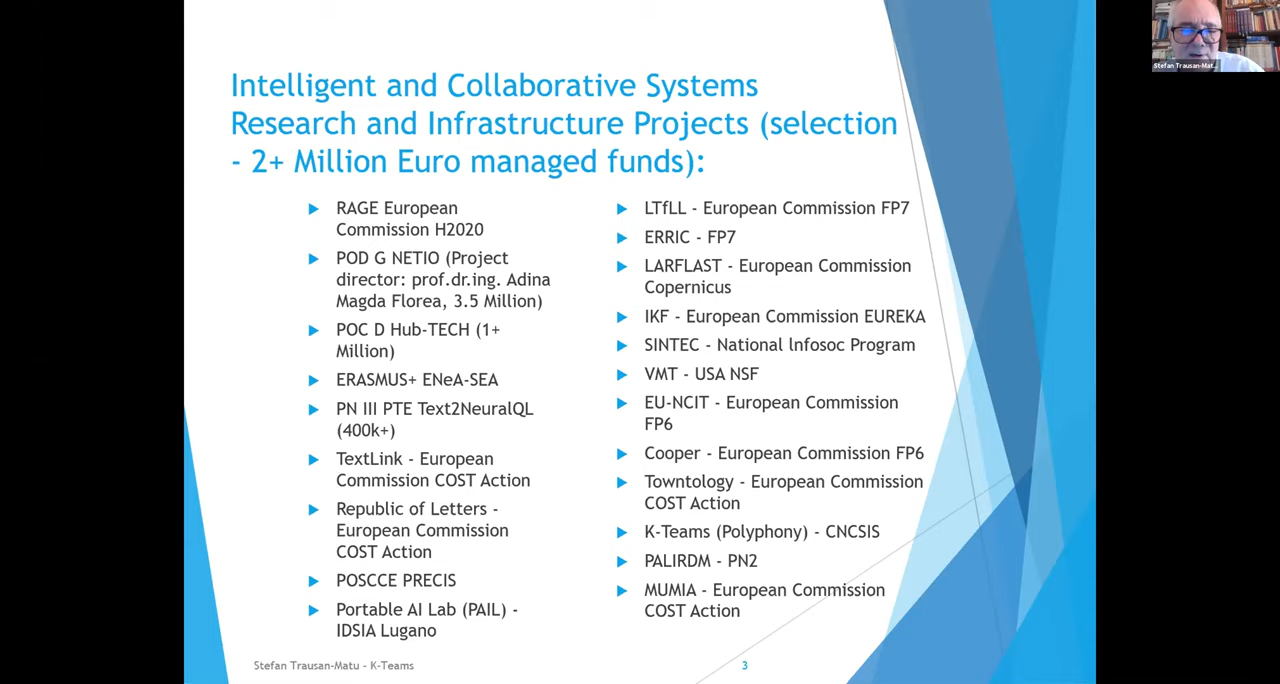 Intelligent and Collaborative Systems
Research and Infrastructure Projects (selection
- 2+ Million Euro managed funds):
RAGE European
Commission H2020
POD G NETIO (Project
director: prof.dr.ing. Adina
Magda Florea, 3.5 Million)
POC D Hub-TECH (1+
Million)
ERASMUS+ ENeA-SEA
PN III PTE Text2NeuralQL
(400k+)
TextLink - European
Commission COST Action
Republic of Letters -
European Commission
COST Action
POSCCE PRECIS
Portable AI Lab (PAIL) -
IDSIA Lugano
LTfLL - European Commission FP7
ERRIC - FP7
LARFLAST - European Commission
Copernicus
IKF - European Commission EUREKA
SINTEC - National Infosoc Program
VMT - USA NSF
EU-NCIT - European Commission
FP6
Cooper - European Commission FP6
Towntology - European Commission
COST Action
K-Teams (Polyphony) - CNCSIS
PALIRDM - PN2
MUMIA - European Commission
COST Action
Stefan Trausan-Matu - K-Teams
3
Stefan Trausan-Mat...